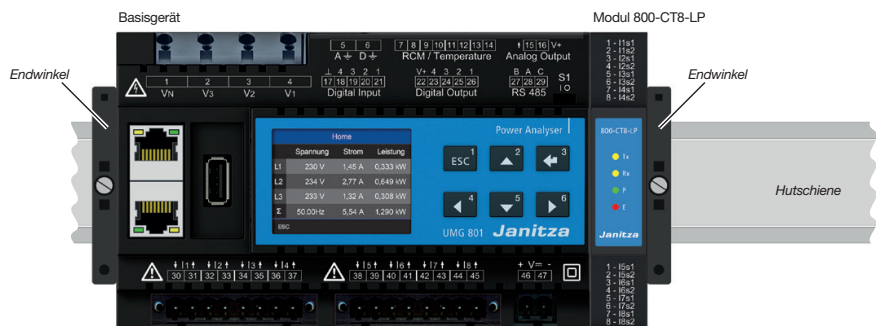 Basisgerät
Modul 800-CT8-LP
Endwinkel
Endwinkel
5 6
A ⏚ D ⏚
7 8 9 10 11 12 13 14
RCM / Temperature
15 16 V+
Analog Output
1 2 3 4
VN V3 V2 V1
⊥ 4 3 2 1
17 18 19 20 21
Digital Input
V+ 4 3 2 1
22 23 24 25 26
Digital Output
B A C
27 28 29
RS 485
S1
I O
1 - I1s1
2 - I1s2
3 - I2s1
4 - I2s2
5 - I3s1
6 - I3s2
7 - I4s1
8 - I4s2
Home
Spannung Strom Leistung
L1 230 V 1,45 A 0,333 kW
L2 234 V 2,77 A 0,649 kW
L3 233 V 1,32 A 0,308 kW
Σ 50.00Hz 5,54 A 1,290 kW
ESC
Power Analyser
ESC 1
2
3
4
5
6
UMG 801 Janitza
800-CT8-LP
Tx
Rx
P
E
Janitza
Hutschiene
I1 I2 I3 I4
30 31 32 33 34 35 36 37
I5 I6 I7 I8
38 39 40 41 42 43 44 45
+ V= -
46 47
1 - I5s1
2 - I5s2
3 - I6s1
4 - I6s2
5 - I7s1
6 - I7s2
7 - I8s1
8 - I8s2